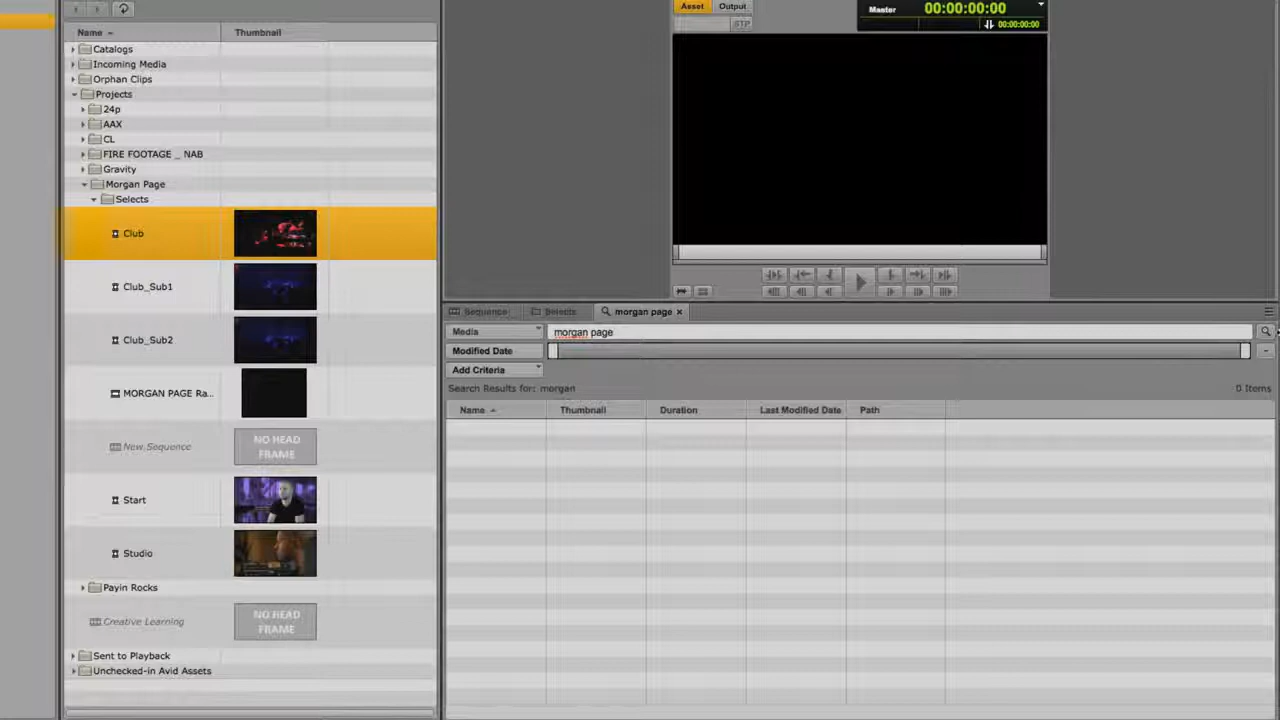 Name
Thumbnail
Catalogs
Incoming Media
Orphan Clips
Projects
24p
AAX
CL
FIRE FOOTAGE _ NAB
Gravity
Morgan Page
Selects
Club
Club_Sub1
Club_Sub2
MORGAN PAGE Ra...
New Sequence
NO HEAD
FRAME
Start
Studio
Payin Rocks
Creative Learning
NO HEAD
FRAME
Sent to Playback
Unchecked-in Avid Assets
Asset Output
STP
Master 00:00:00:00
00:00:00:00
Sequence Selects morgan page
Media morgan page
Modified Date
Add Criteria
Search Results for: morgan 0 Items
Name Thumbnail Duration Last Modified Date Path